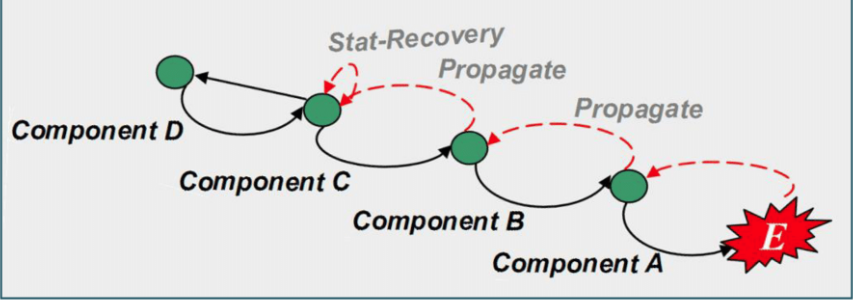 Stat-Recovery
Propagate
Propagate
Component D
Component C
Component B
Component A
E